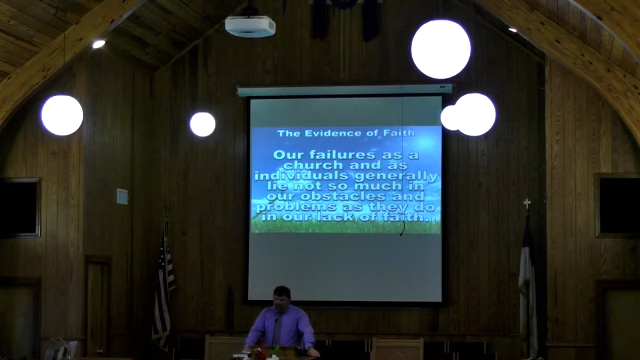 The Evidence of Faith
Our failures as a
church and as
individuals generally
lie not so much in
our obstacles and
problems as they do
in our lack of faith.